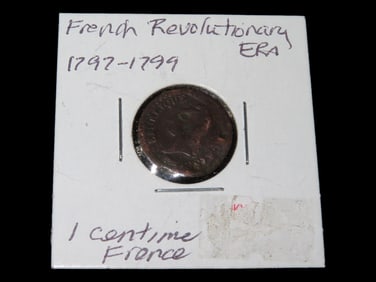 French Revolutionary
ERA
1797-1799
1 centime
France